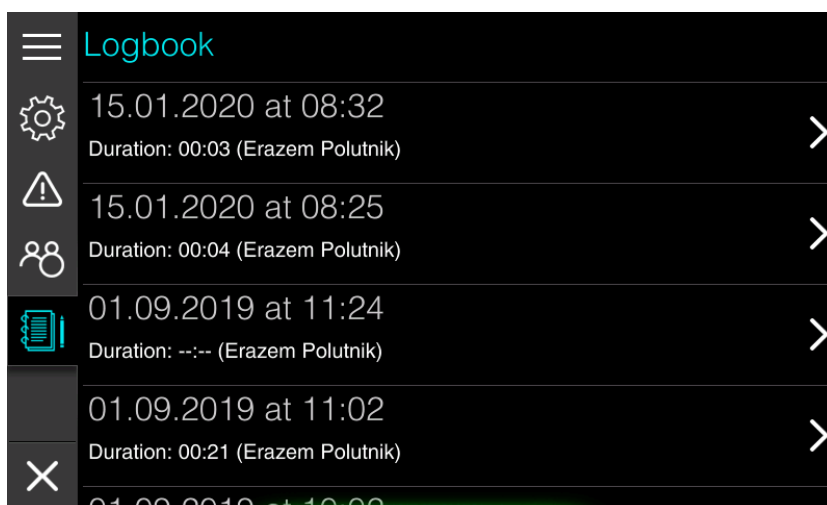 Logbook
15.01.2020 at 08:32
Duration: 00:03 (Erazem Polutnik)
15.01.2020 at 08:25
Duration: 00:04 (Erazem Polutnik)
01.09.2019 at 11:24
Duration: --:-- (Erazem Polutnik)
01.09.2019 at 11:02
Duration: 00:21 (Erazem Polutnik)